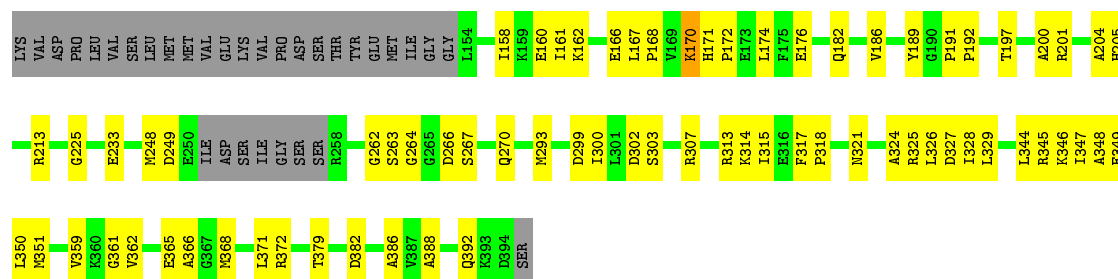 LYS VAL ASP PRO LEU VAL SER LEU MET MET VAL GLU LYS VAL PRO ASP SER THR TYR GLU MET ILE GLY GLY L154 I158 K159 E160 I161 K162 E166 L167 P168 V169 K170 H171 P172 E173 L174 F175 E176 Q182 V186 Y189 G190 P191 P192 T197 A200 R201 A204 H205
R213 G225 E233 M248 D249 E250 ILE ASP SER ILE GLY SER SER R258 G262 S263 G264 G265 D266 S267 Q270 M293 D299 I300 L301 D302 S303 R307 R313 K314 I315 E316 F317 P318 N321 A324 R325 L326 D327 I328 L329 L344 R345 K346 I347 A348 E349
L350 M351 V359 K360 G361 V362 E365 A366 G367 M368 L371 R372 T379 D382 A386 V387 A388 Q392 K393 D394 SER